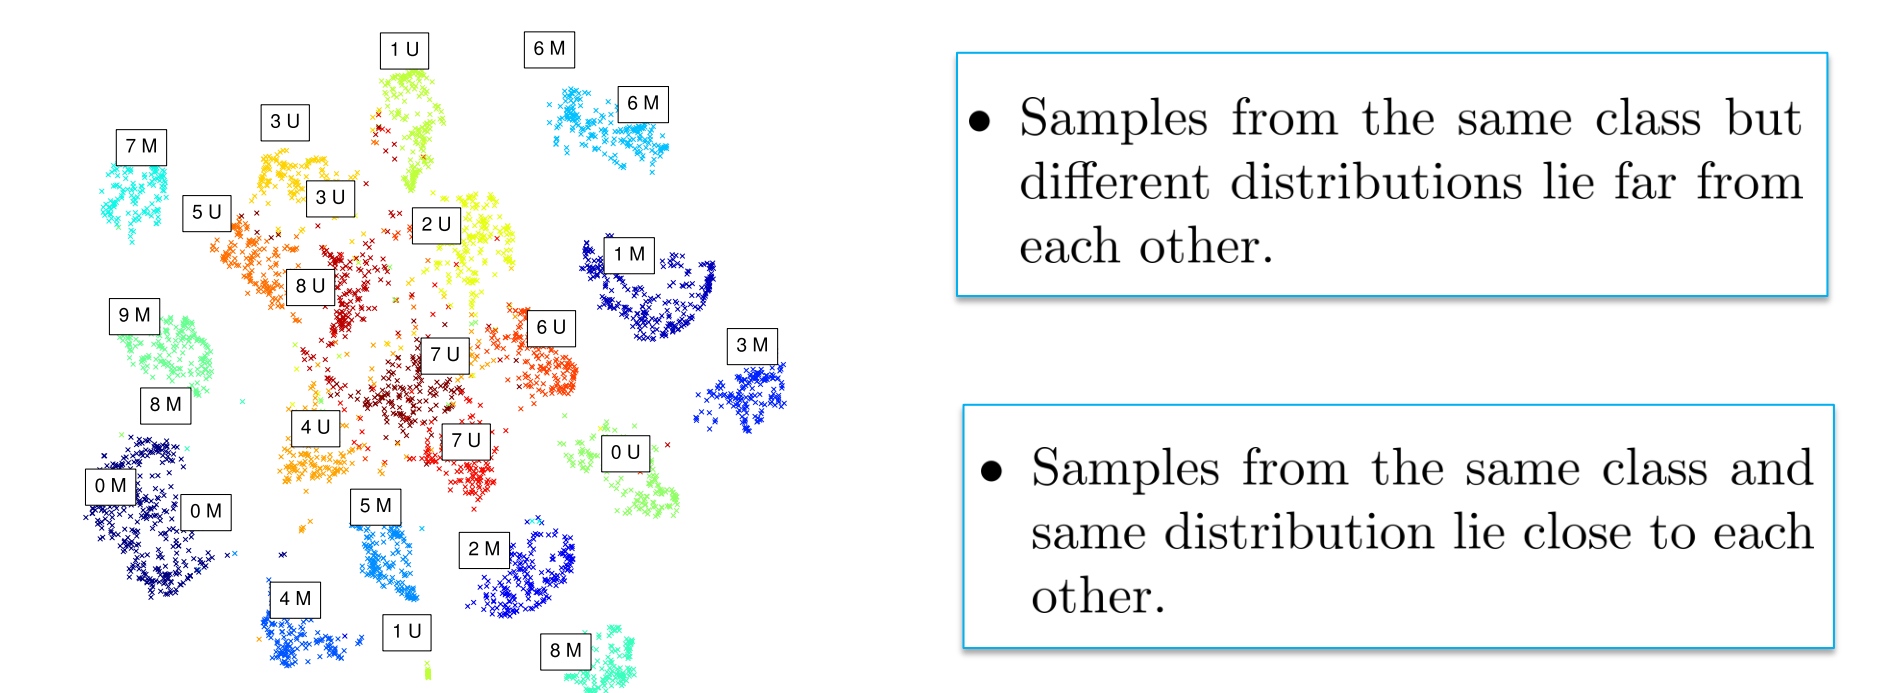 1 U
6 M
6 M
3 U
7 M
3 U
5 U
2 U
1 M
8 U
9 M
6 U
3 M
7 U
8 M
4 U
7 U
0 U
0 M
5 M
0 M
2 M
4 M
1 U
8 M
• Samples from the same class but
different distributions lie far from
each other.
• Samples from the same class and
same distribution lie close to each
other.